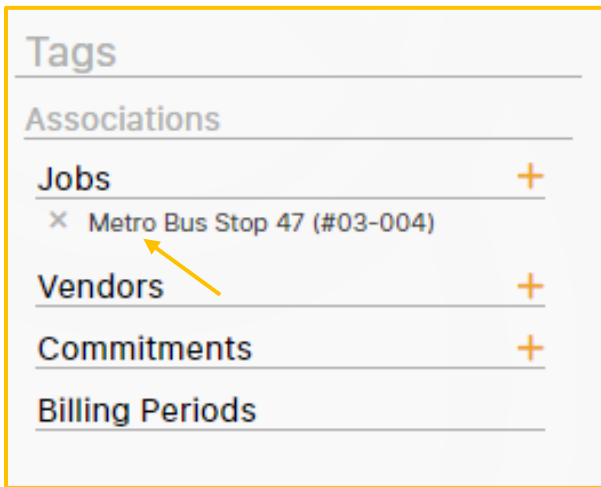 Tags
Associations
Jobs +
× Metro Bus Stop 47 (#03-004)
Vendors +
Commitments +
Billing Periods